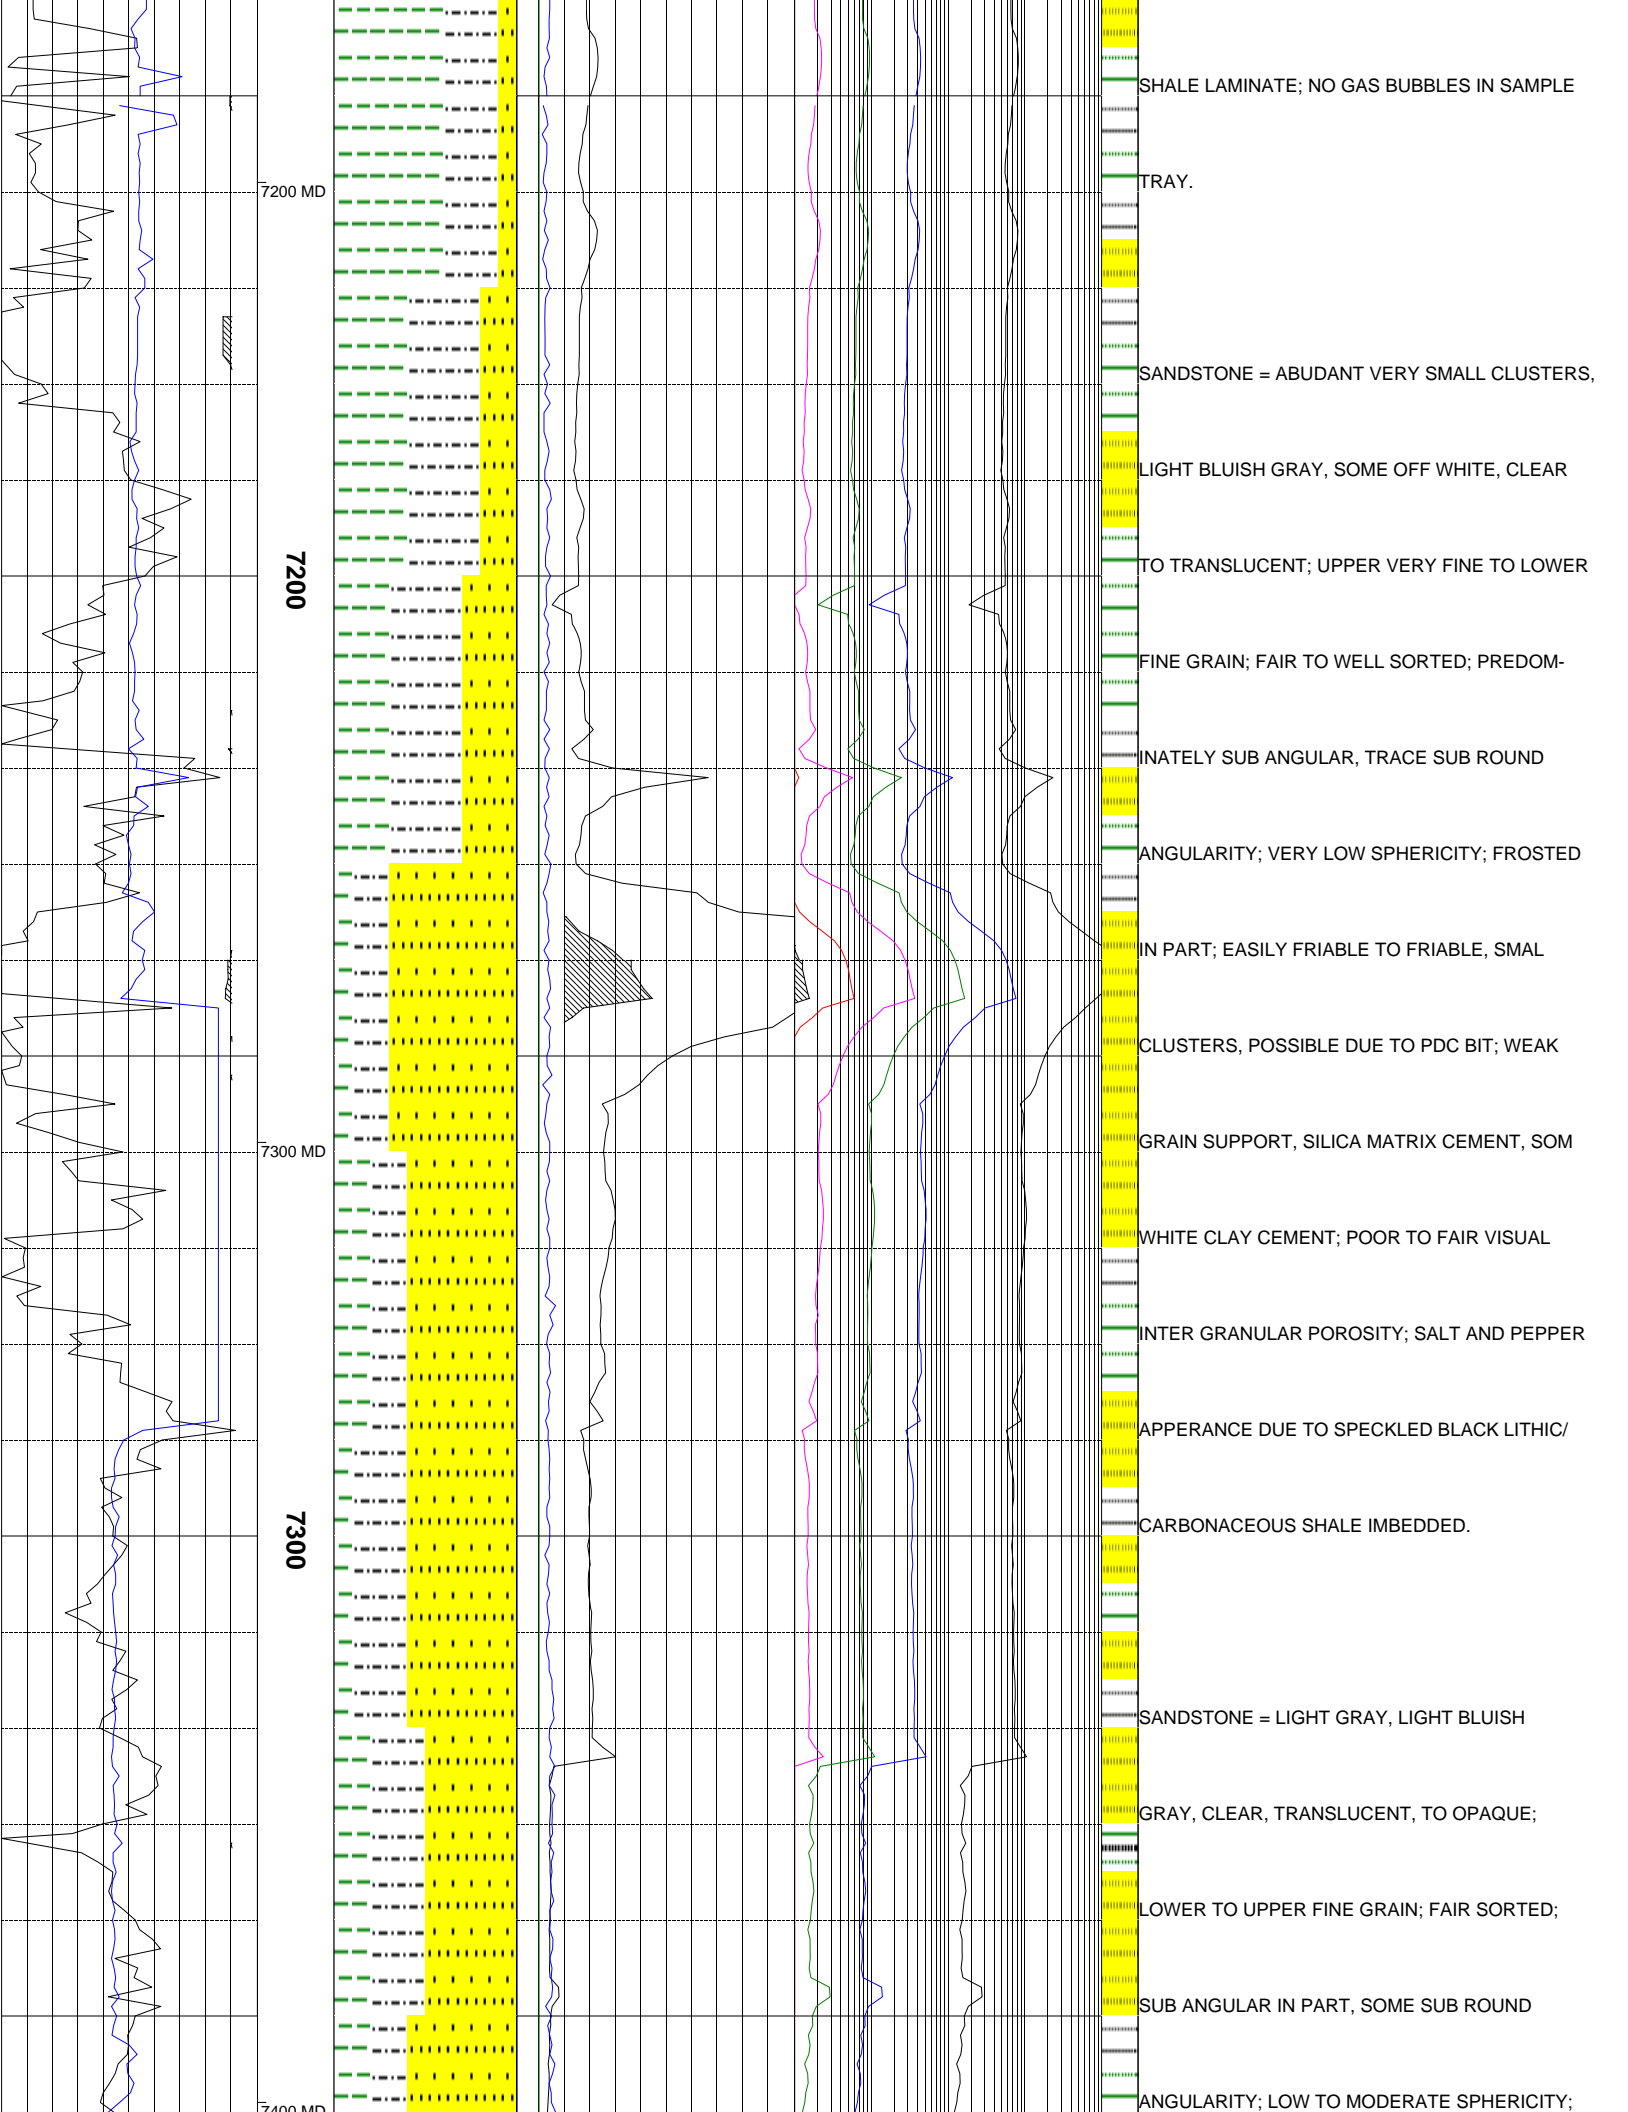 SHALE LAMINATE; NO GAS BUBBLES IN SAMPLE
7200 MD
TRAY.
SANDSTONE = ABUDANT VERY SMALL CLUSTERS,
LIGHT BLUISH GRAY, SOME OFF WHITE, CLEAR
7200
TO TRANSLUCENT; UPPER VERY FINE TO LOWER
FINE GRAIN; FAIR TO WELL SORTED; PREDOM-
INATELY SUB ANGULAR, TRACE SUB ROUND
ANGULARITY; VERY LOW SPHERICITY; FROSTED
IN PART; EASILY FRIABLE TO FRIABLE, SMAL
CLUSTERS, POSSIBLE DUE TO PDC BIT; WEAK
7300 MD
GRAIN SUPPORT, SILICA MATRIX CEMENT, SOM
WHITE CLAY CEMENT; POOR TO FAIR VISUAL
INTER GRANULAR POROSITY; SALT AND PEPPER
APPERANCE DUE TO SPECKLED BLACK LITHIC/
7300
CARBONACEOUS SHALE IMBEDDED.
SANDSTONE = LIGHT GRAY, LIGHT BLUISH
GRAY, CLEAR, TRANSLUCENT, TO OPAQUE;
LOWER TO UPPER FINE GRAIN; FAIR SORTED;
SUB ANGULAR IN PART, SOME SUB ROUND
ANGULARITY; LOW TO MODERATE SPHERICITY;
7400 MD